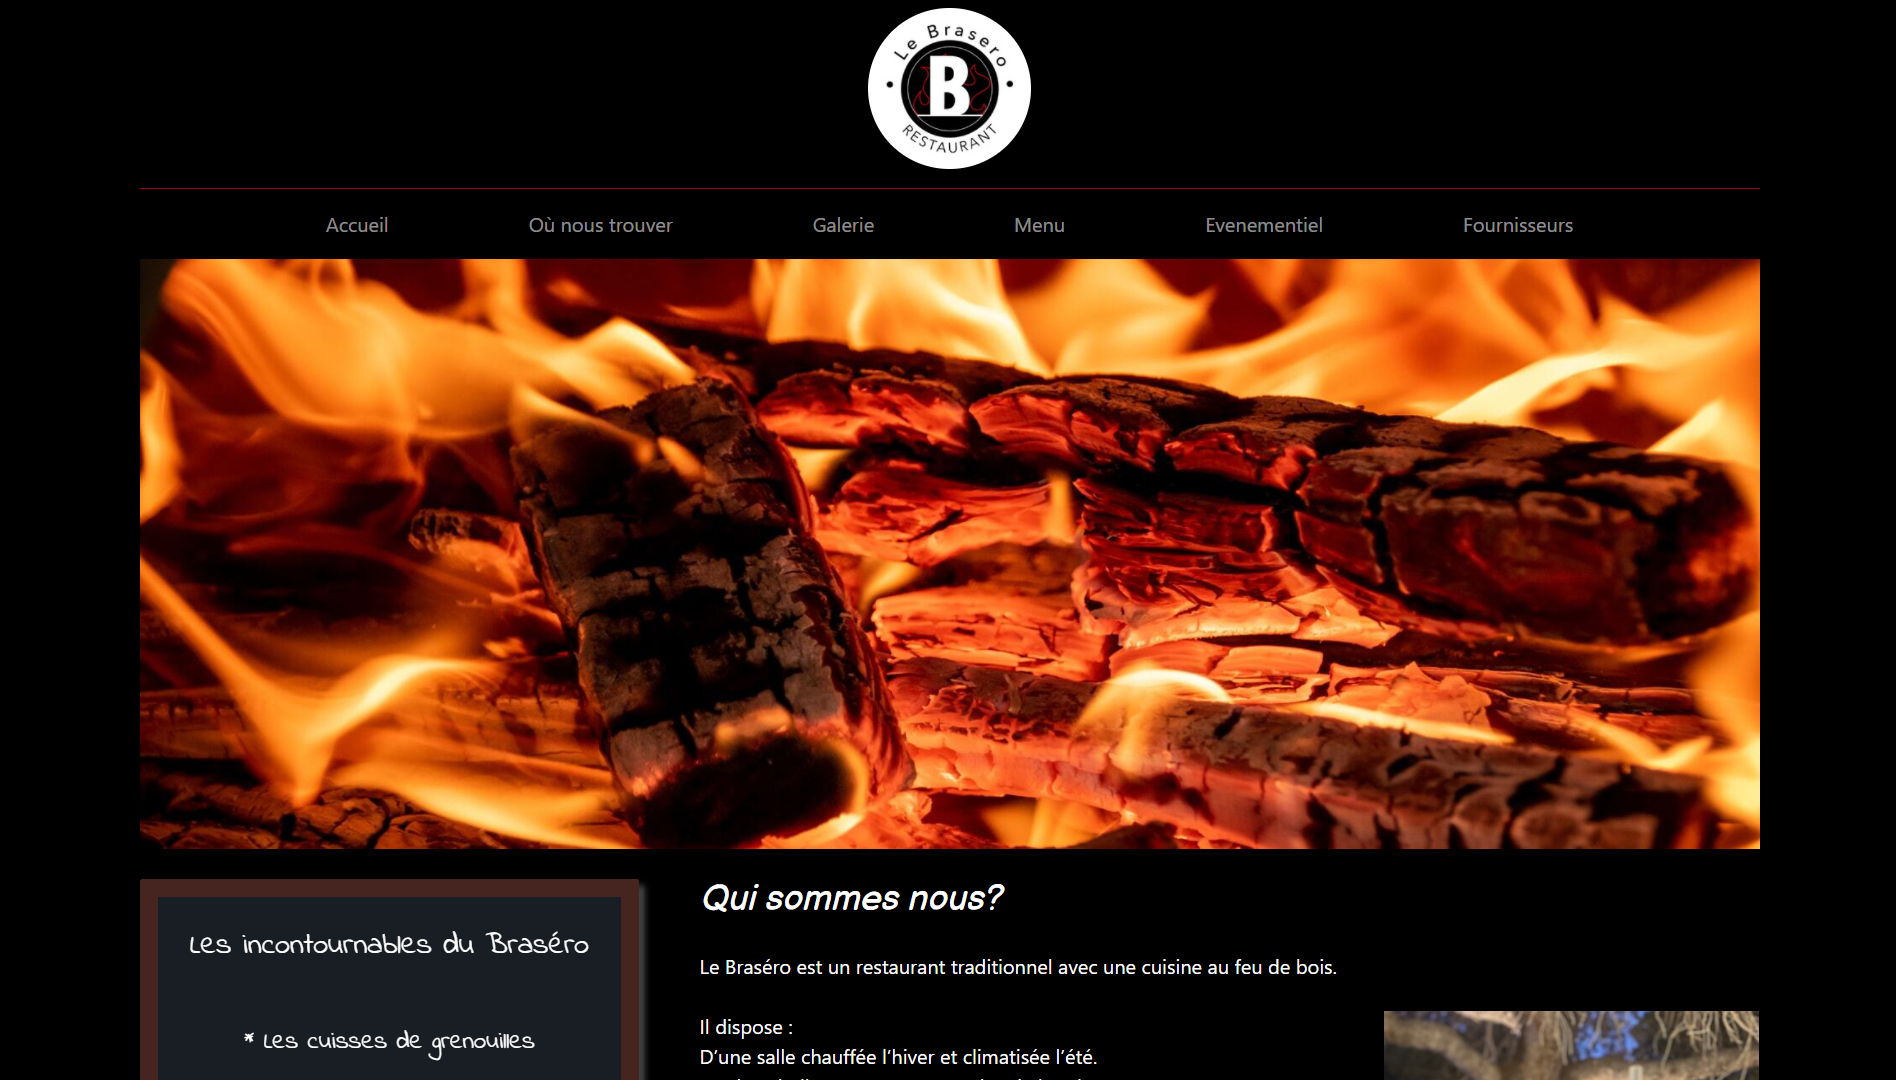 Le Brasero
B
RESTAURANT
Accueil
Où nous trouver
Galerie
Menu
Evenementiel
Fournisseurs
Les incontournables du Braséro
* Les cuisses de grenouilles
Qui sommes nous?
Le Braséro est un restaurant traditionnel avec une cuisine au feu de bois.
Il dispose :
D’une salle chauffée l’hiver et climatisée l’été.